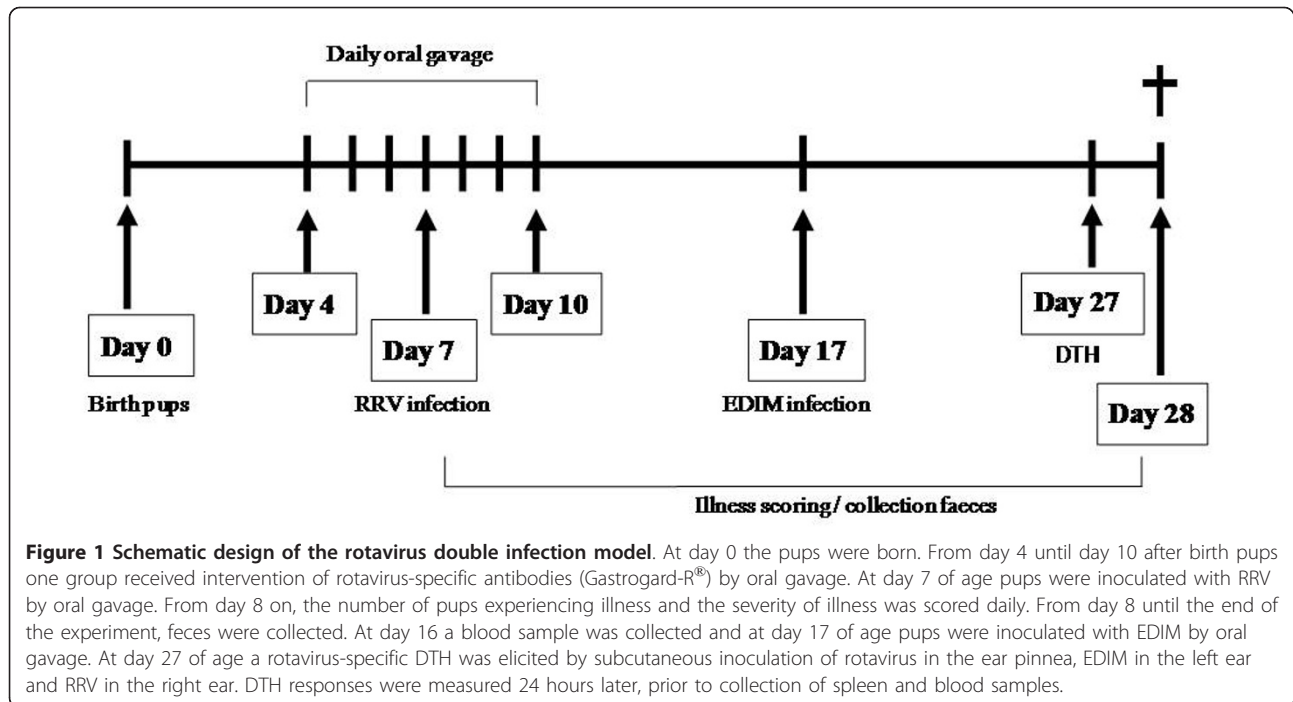 Daily oral gavage
Day 4
Day 10
Day 27
Day 0
Day 7
Day 17
DTH
Day 28
Birth pups
RRV infection
EDIM infection
Illness scoring/ collection faeces
Figure 1 Schematic design of the rotavirus double infection model. At day 0 the pups were born. From day 4 until day 10 after birth pups
one group received intervention of rotavirus-specific antibodies (Gastrogard-R®) by oral gavage. At day 7 of age pups were inoculated with RRV
by oral gavage. From day 8 on, the number of pups experiencing illness and the severity of illness was scored daily. From day 8 until the end of
the experiment, feces were collected. At day 16 a blood sample was collected and at day 17 of age pups were inoculated with EDIM by oral
gavage. At day 27 of age a rotavirus-specific DTH was elicited by subcutaneous inoculation of rotavirus in the ear pinnea, EDIM in the left ear
and RRV in the right ear. DTH responses were measured 24 hours later, prior to collection of spleen and blood samples.